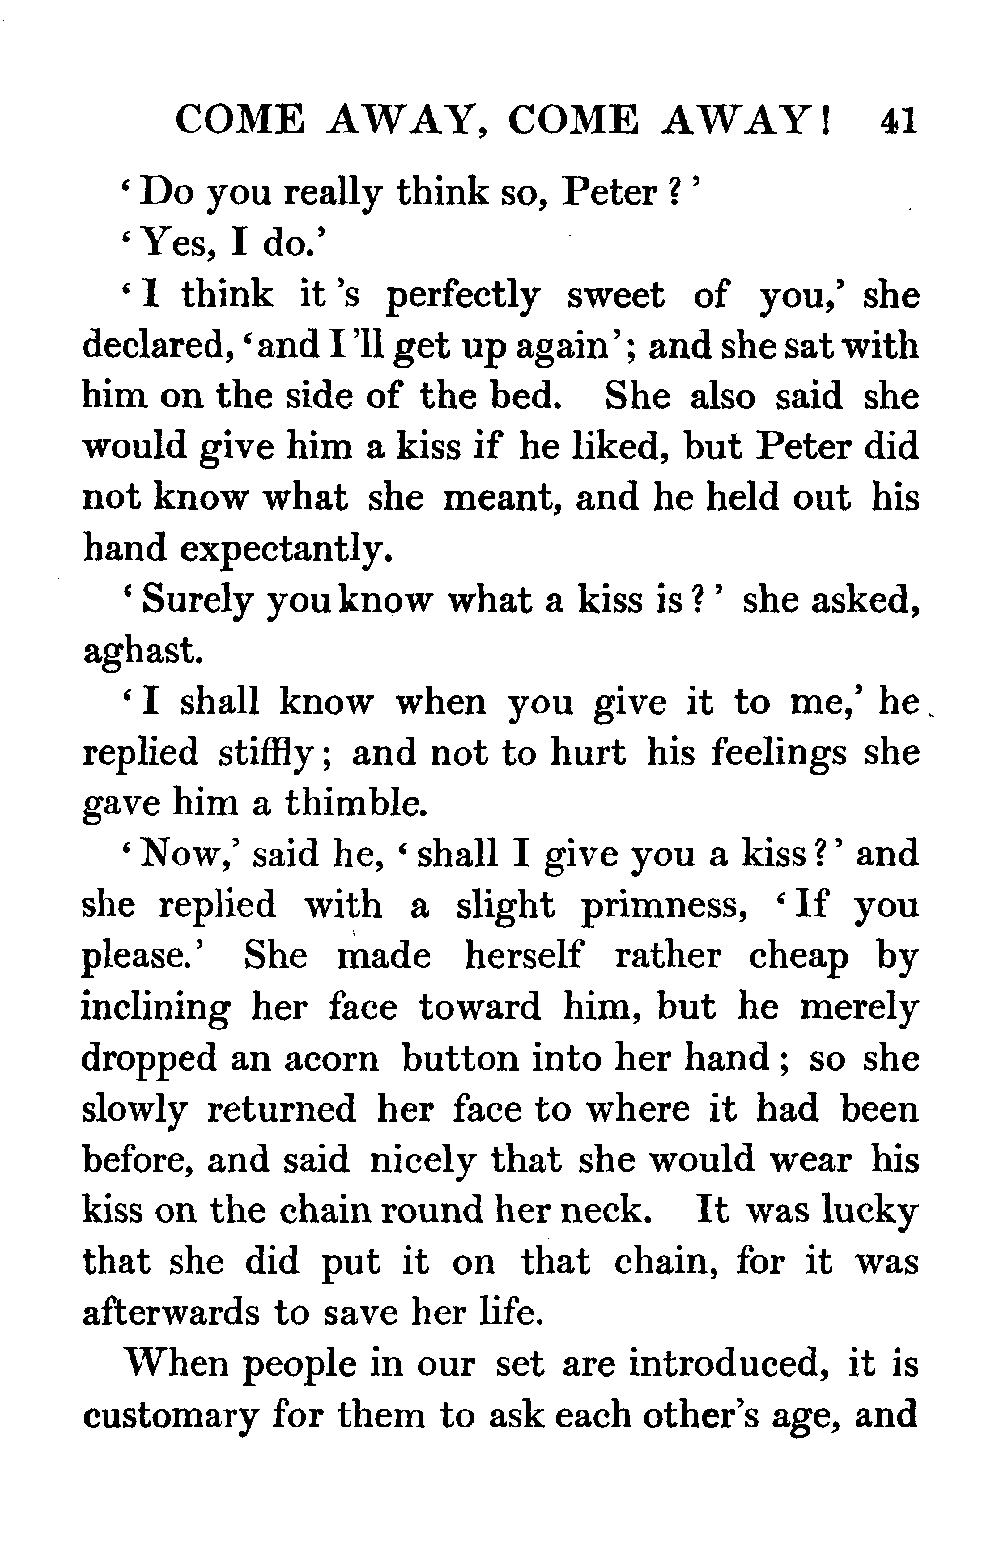 COME AWAY, COME AWAY! 41
‘Do you really think so, Peter?’
‘Yes, I do.’
‘I think it’s perfectly sweet of you,’ she
declared, ‘and I’ll get up again’; and she sat with
him on the side of the bed. She also said she
would give him a kiss if he liked, but Peter did
not know what she meant, and he held out his
hand expectantly.
‘Surely you know what a kiss is?’ she asked,
aghast.
‘I shall know when you give it to me,’ he
replied stiffly; and not to hurt his feelings she
gave him a thimble.
‘Now,’ said he, ‘shall I give you a kiss?’ and
she replied with a slight primness, ‘If you
please.’ She made herself rather cheap by
inclining her face toward him, but he merely
dropped an acorn button into her hand; so she
slowly returned her face to where it had been
before, and said nicely that she would wear his
kiss on the chain round her neck. It was lucky
that she did put it on that chain, for it was
afterwards to save her life.
When people in our set are introduced, it is
customary for them to ask each other’s age, and